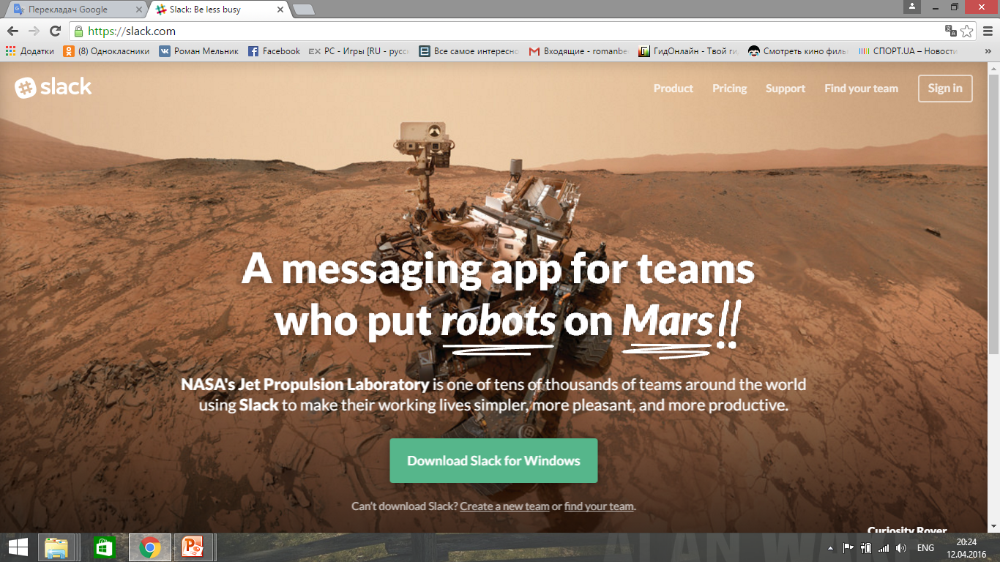 Перекладач Google
Slack: Be less busy
https://slack.com
Додатки
(8) Однокласники
Роман Мельник
Facebook
PC - Игры [RU - русс
Все самое интересно
Входящие - romanbe
ГидОнлайн - Твой ги
Смотреть кино филь
СПОРТ.UA – Новости
»
slack
Product Pricing Support Find your team Sign in
A messaging app for teams
who put robots on Mars!!
NASA's Jet Propulsion Laboratory is one of tens of thousands of teams around the world
using Slack to make their working lives simpler, more pleasant, and more productive.
Download Slack for Windows
Can't download Slack? Create a new team or find your team.
Curiosity Rover
ENG
20:24
12.04.2016